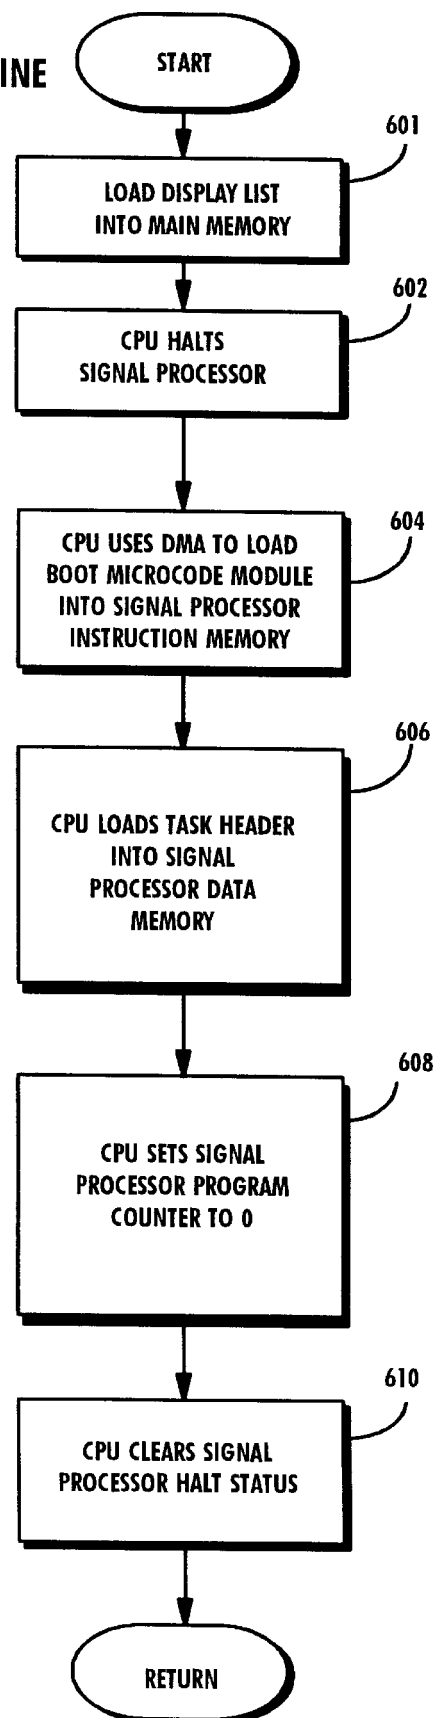 START
INE
601
LOAD DISPLAY LIST
INTO MAIN MEMORY
602
CPU HALTS
SIGNAL PROCESSOR
604
CPU USES DMA TO LOAD
BOOT MICROCODE MODULE
INTO SIGNAL PROCESSOR
INSTRUCTION MEMORY
606
CPU LOADS TASK HEADER
INTO SIGNAL
PROCESSOR DATA
MEMORY
608
CPU SETS SIGNAL
PROCESSOR PROGRAM
COUNTER TO 0
610
CPU CLEARS SIGNAL
PROCESSOR HALT STATUS
RETURN